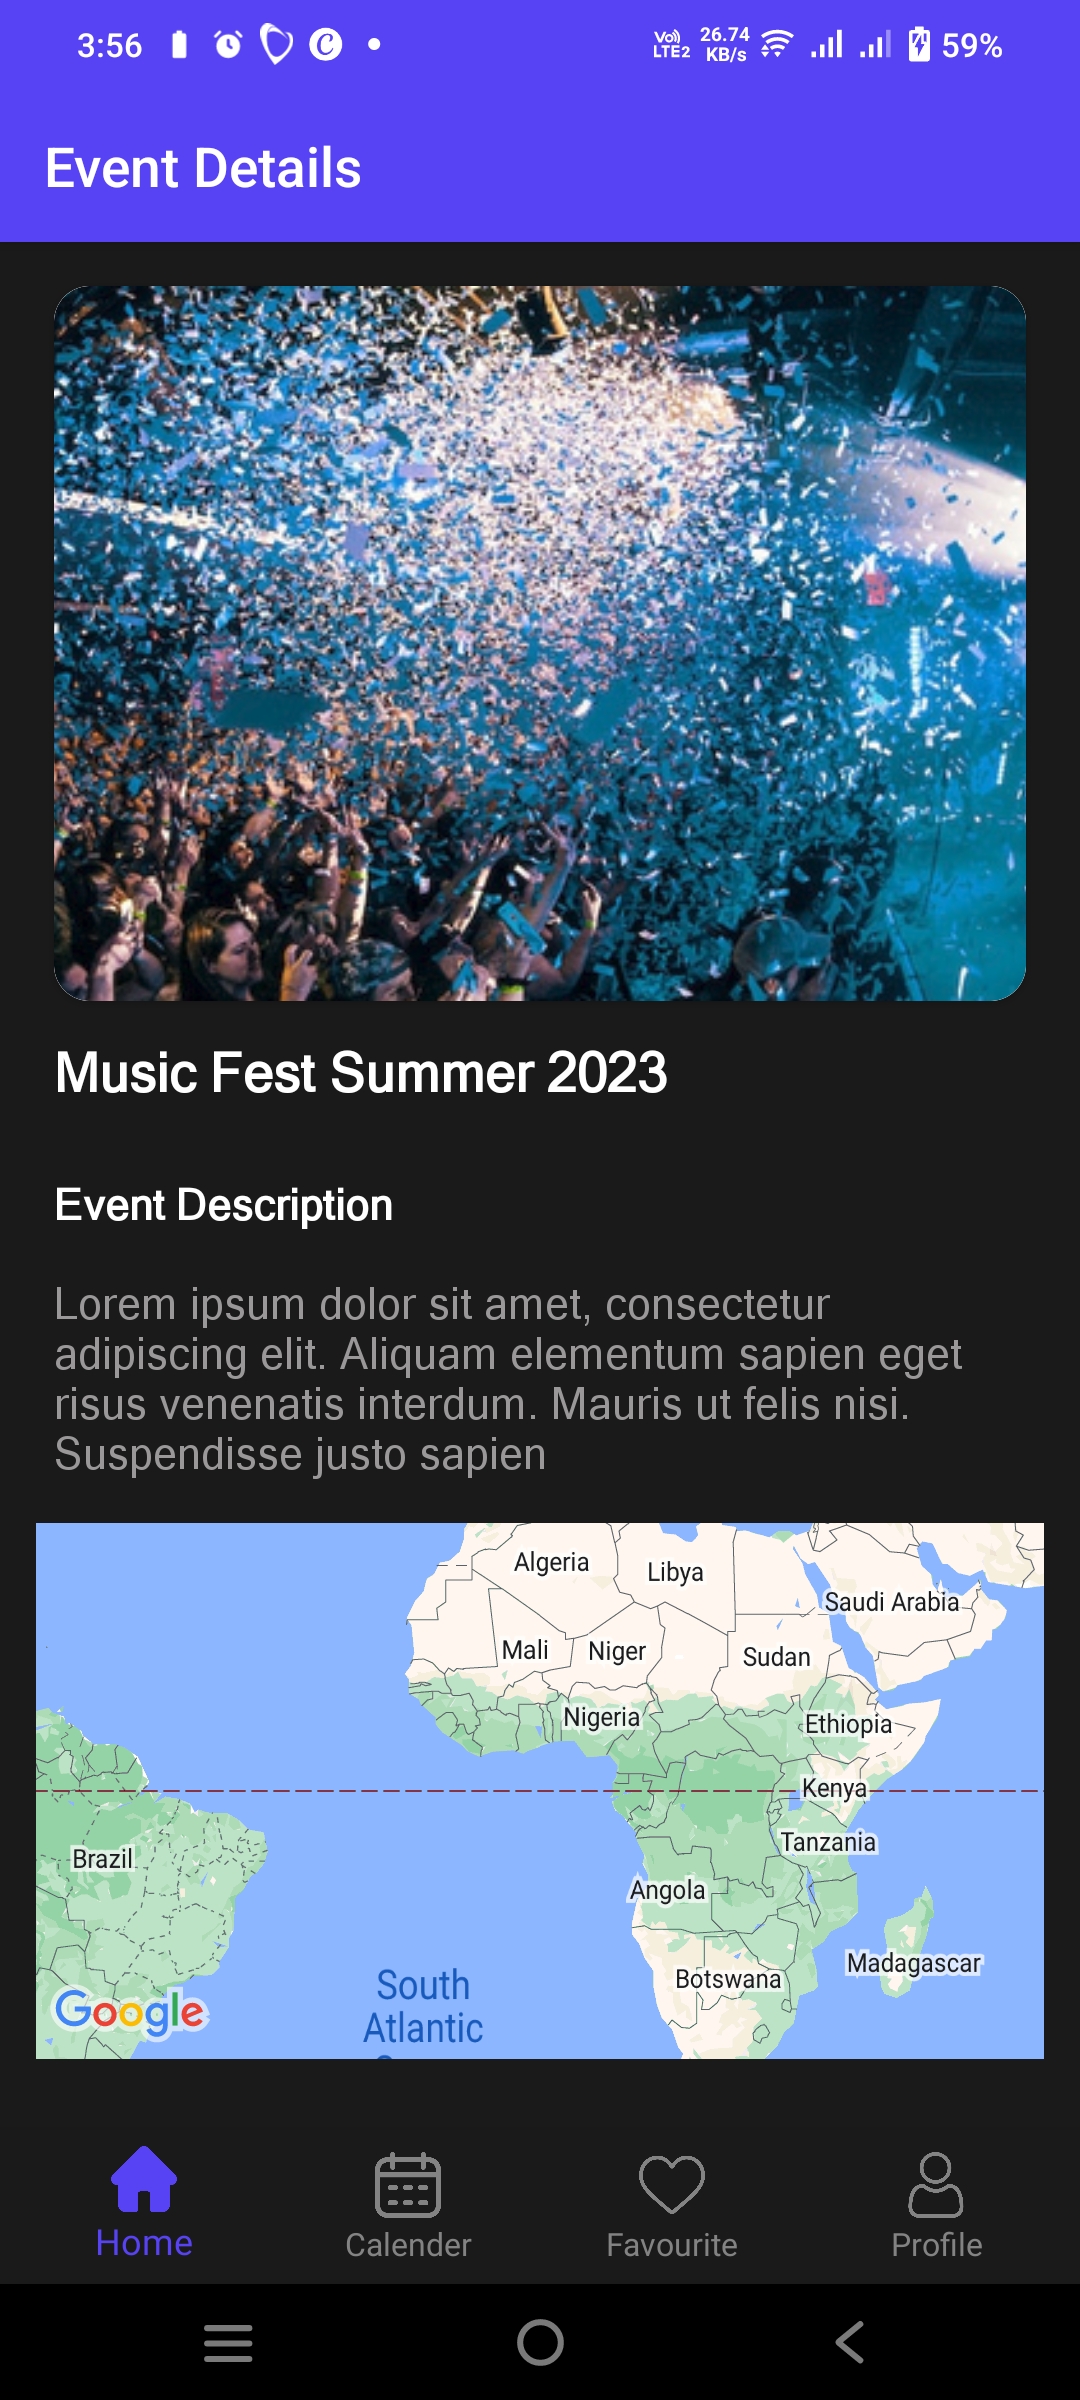 3:56
VoLTE2 26.74 KB/s 59%
Event Details
Music Fest Summer 2023
Event Description
Lorem ipsum dolor sit amet, consectetur
adipiscing elit. Aliquam elementum sapien eget
risus venenatis interdum. Mauris ut felis nisi.
Suspendisse justo sapien
Algeria
Libya
Saudi Arabia
Mali
Niger
Sudan
Nigeria
Ethiopia
Kenya
Tanzania
Brazil
Angola
Madagascar
Botswana
South
Atlantic
Google
Home
Calender
Favourite
Profile